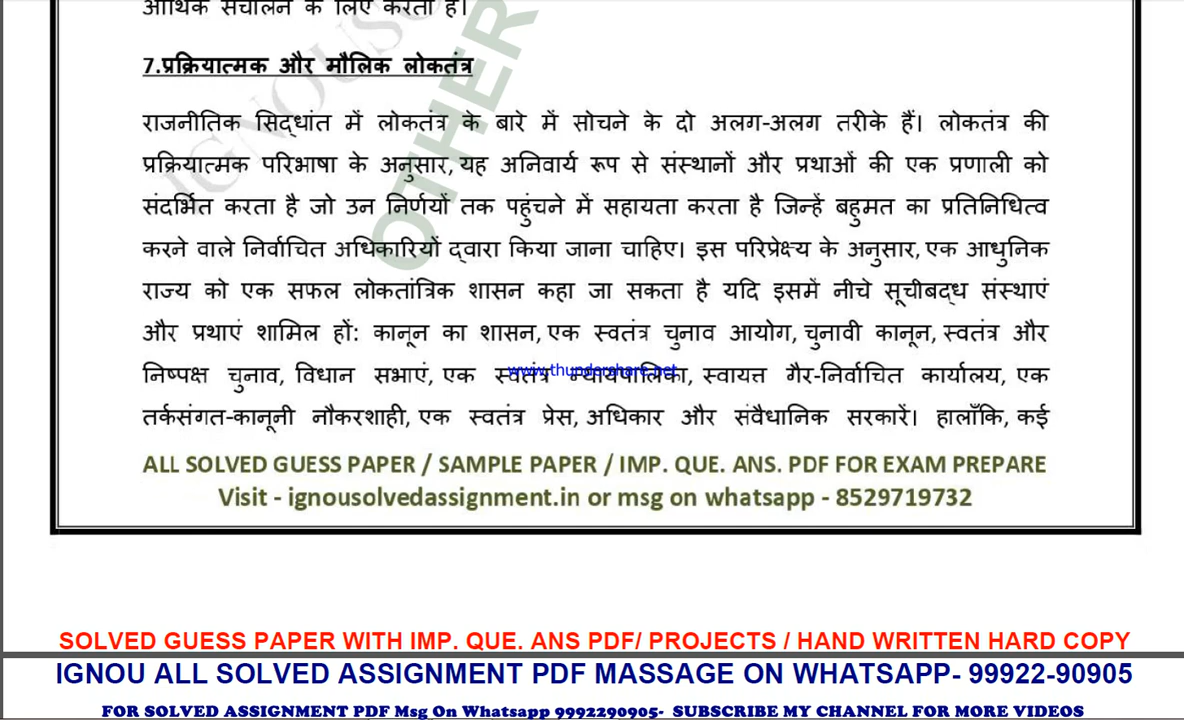 आर्थिक संचालन के लिए करता है।
7.प्रक्रियात्मक और मौलिक लोकतंत्र
राजनीतिक सिद्धांत में लोकतंत्र के बारे में सोचने के दो अलग-अलग तरीके हैं। लोकतंत्र की
प्रक्रियात्मक परिभाषा के अनुसार, यह अनिवार्य रूप से संस्थानों और प्रथाओं की एक प्रणाली को
संदर्भित करता है जो उन निर्णयों तक पहुंचने में सहायता करता है जिन्हें बहुमत का प्रतिनिधित्व
करने वाले निर्वाचित अधिकारियों द्वारा किया जाना चाहिए। इस परिप्रेक्ष्य के अनुसार, एक आधुनिक
राज्य को एक सफल लोकतांत्रिक शासन कहा जा सकता है यदि इसमें नीचे सूचीबद्ध संस्थाएं
और प्रथाएं शामिल हों: कानून का शासन, एक स्वतंत्र चुनाव आयोग, चुनावी कानून, स्वतंत्र और
निष्पक्ष चुनाव, विधान सभाएं, एक स्वतंत्र न्यायपालिका, स्वायत्त गैर-निर्वाचित कार्यालय, एक
www.thundershare.net
तर्कसंगत-कानूनी नौकरशाही, एक स्वतंत्र प्रेस, अधिकार और संवैधानिक सरकारें। हालाँकि, कई
ALL SOLVED GUESS PAPER / SAMPLE PAPER / IMP. QUE. ANS. PDF FOR EXAM PREPARE
Visit - ignousolvedassignment.in or msg on whatsapp - 8529719732
SOLVED GUESS PAPER WITH IMP. QUE. ANS PDF/ PROJECTS / HAND WRITTEN HARD COPY
IGNOU ALL SOLVED ASSIGNMENT PDF MASSAGE ON WHATSAPP- 99922-90905
FOR SOLVED ASSIGNMENT PDF Msg On Whatsapp 9992290905- SUBSCRIBE MY CHANNEL FOR MORE VIDEOS
IGNOUS
OTHER